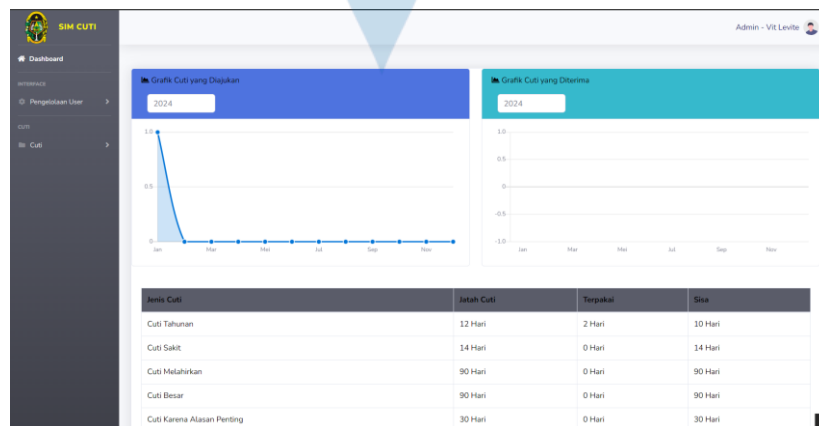 SIM CUTI
Admin - Vit Levite
Dashboard
INTERFACE
Pengelolaan User
CUTI
Cuti
Grafik Cuti yang Diajukan
2024
1.0
0.5
0
Jan Mar Mei Jul Sep Nov
Grafik Cuti yang Diterima
2024
1.0
0.5
0
-0.5
-1.0
Jan Mar Mei Jul Sep Nov
Jenis Cuti Jatah Cuti Terpakai Sisa
Cuti Tahunan 12 Hari 2 Hari 10 Hari
Cuti Sakit 14 Hari 0 Hari 14 Hari
Cuti Melahirkan 90 Hari 0 Hari 90 Hari
Cuti Besar 90 Hari 0 Hari 90 Hari
Cuti Karena Alasan Penting 30 Hari 0 Hari 30 Hari